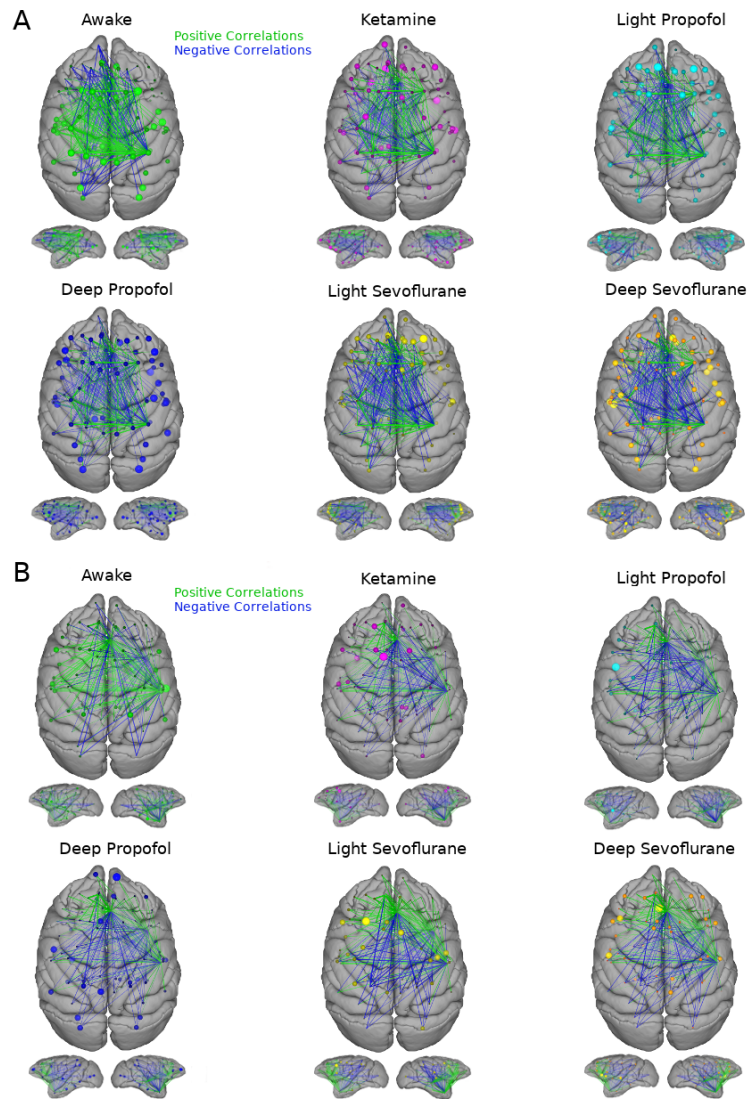 A
Awake
Ketamine
Light Propofol
Positive Correlations
Negative Correlations
Deep Propofol
Light Sevoflurane
Deep Sevoflurane
B
Awake
Ketamine
Light Propofol
Positive Correlations
Negative Correlations
Deep Propofol
Light Sevoflurane
Deep Sevoflurane